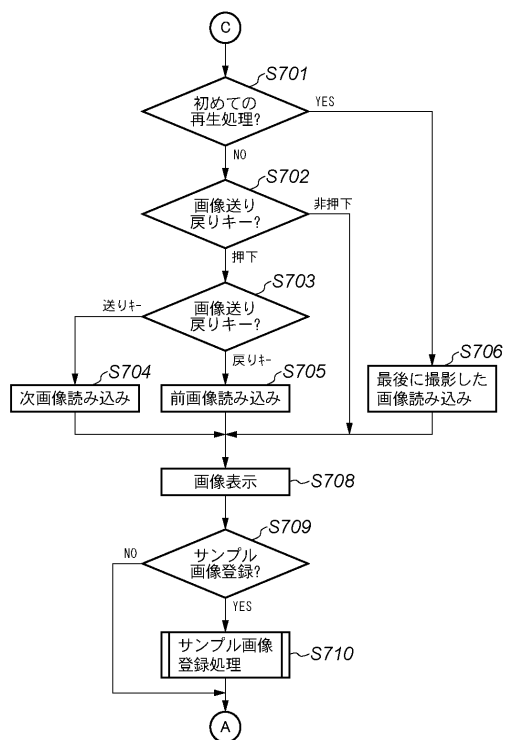 C
S701
初めての
再生処理?
YES
NO
S702
画像送り
戻りキー?
非押下
押下
S703
画像送り
戻りキー?
送りキー
戻りキー
S704
次画像読み込み
S705
前画像読み込み
S706
最後に撮影した
画像読み込み
画像表示
S708
S709
サンプル
画像登録?
NO
YES
サンプル画像
登録処理
S710
A